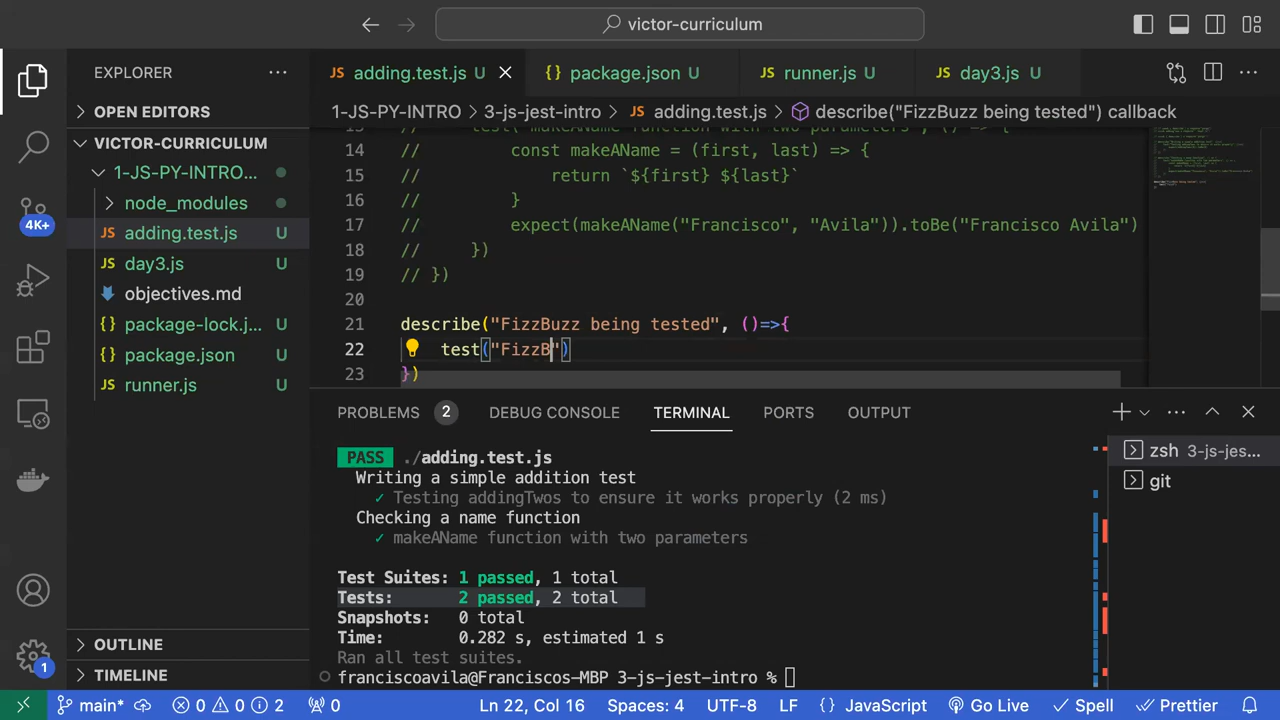 victor-curriculum
EXPLORER
adding.test.js U
package.json U
runner.js U
day3.js U
1-JS-PY-INTRO > 3-js-jest-intro > adding.test.js > describe("FizzBuzz being tested") callback
OPEN EDITORS
VICTOR-CURRICULUM
1-JS-PY-INTRO...
node_modules
adding.test.js U
day3.js U
objectives.md
package-lock.j... U
package.json U
runner.js U
OUTLINE
TIMELINE
4K+
1
13 // test("makeAName function with two parameters", () => {
14 // const makeAName = (first, last) => {
15 // return `${first} ${last}`
16 // }
17 // expect(makeAName("Francisco", "Avila")).toBe("Francisco Avila")
18 // })
19 // })
20
21 describe("FizzBuzz being tested", ()=>{
22 test("FizzB")
23 })
PROBLEMS 2 DEBUG CONSOLE TERMINAL PORTS OUTPUT
PASS ./adding.test.js
Writing a simple addition test
✓ Testing addingTwos to ensure it works properly (2 ms)
Checking a name function
✓ makeAName function with two parameters
Test Suites: 1 passed, 1 total
Tests: 2 passed, 2 total
Snapshots: 0 total
Time: 0.282 s, estimated 1 s
Ran all test suites.
franciscoavila@Franciscos-MBP 3-js-jest-intro %
zsh 3-js-jes...
git
main* 0 0 2 0 Ln 22, Col 16 Spaces: 4 UTF-8 LF {} JavaScript Go Live Spell Prettier